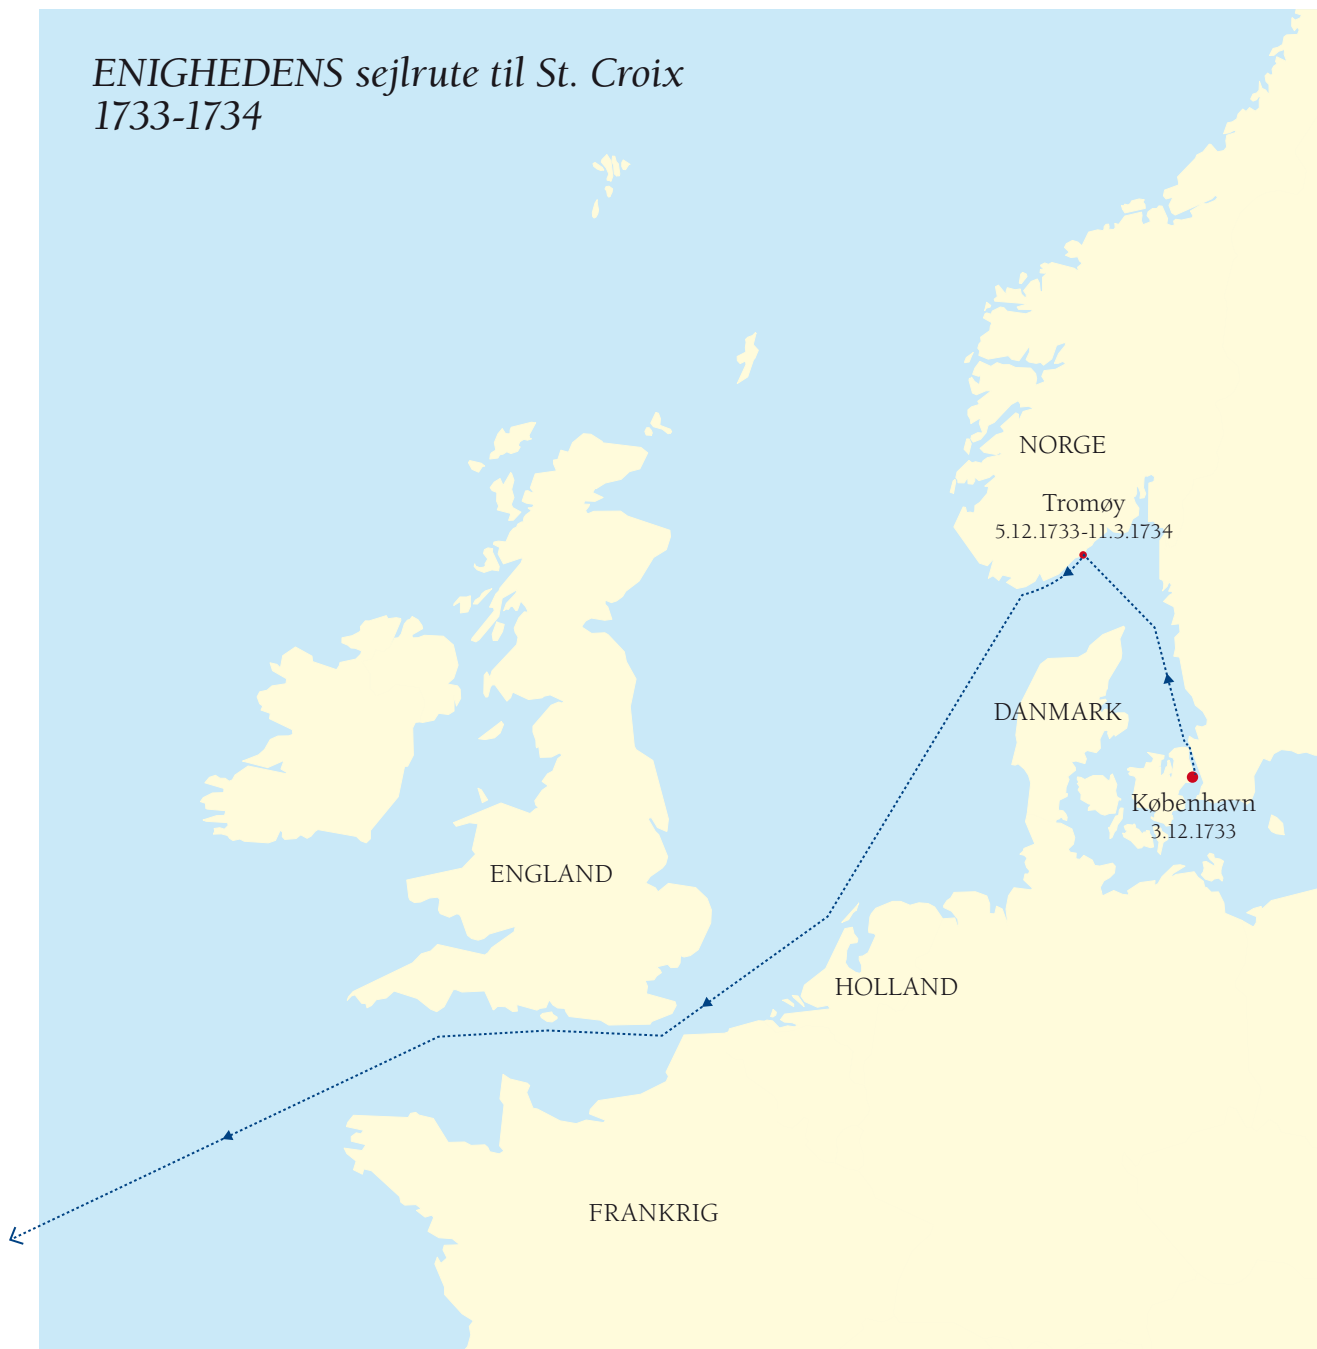 ENIGHEDENS sejlrute til St. Croix
1733-1734
NORGE
Tromøy
5.12.1733-11.3.1734
DANMARK
København
3.12.1733
ENGLAND
HOLLAND
FRANKRIG